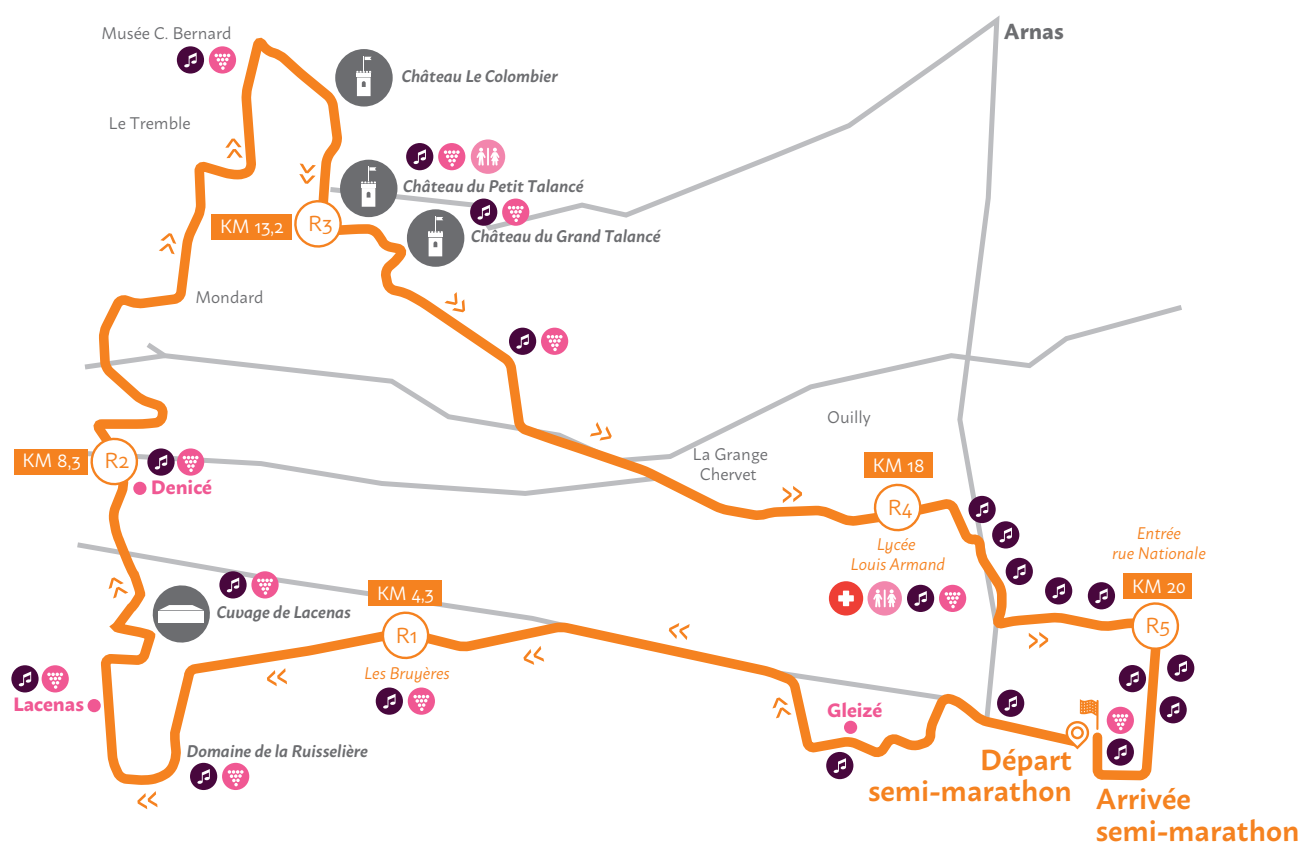 Musée C. Bernard
Arnas
Château Le Colombier
Le Tremble
Château du Petit Talancé
KM 13,2
R3
Château du Grand Talancé
Mondard
Ouilly
La Grange
Chervet
KM 8,3
R2
Denicé
KM 18
R4
Lycée
Louis Armand
Entrée
rue Nationale
KM 20
R5
Cuvage de Lacenas
KM 4,3
R1
Les Bruyères
Lacenas
Gleizé
Domaine de la Ruisselière
Départ
semi-marathon
Arrivée
semi-marathon